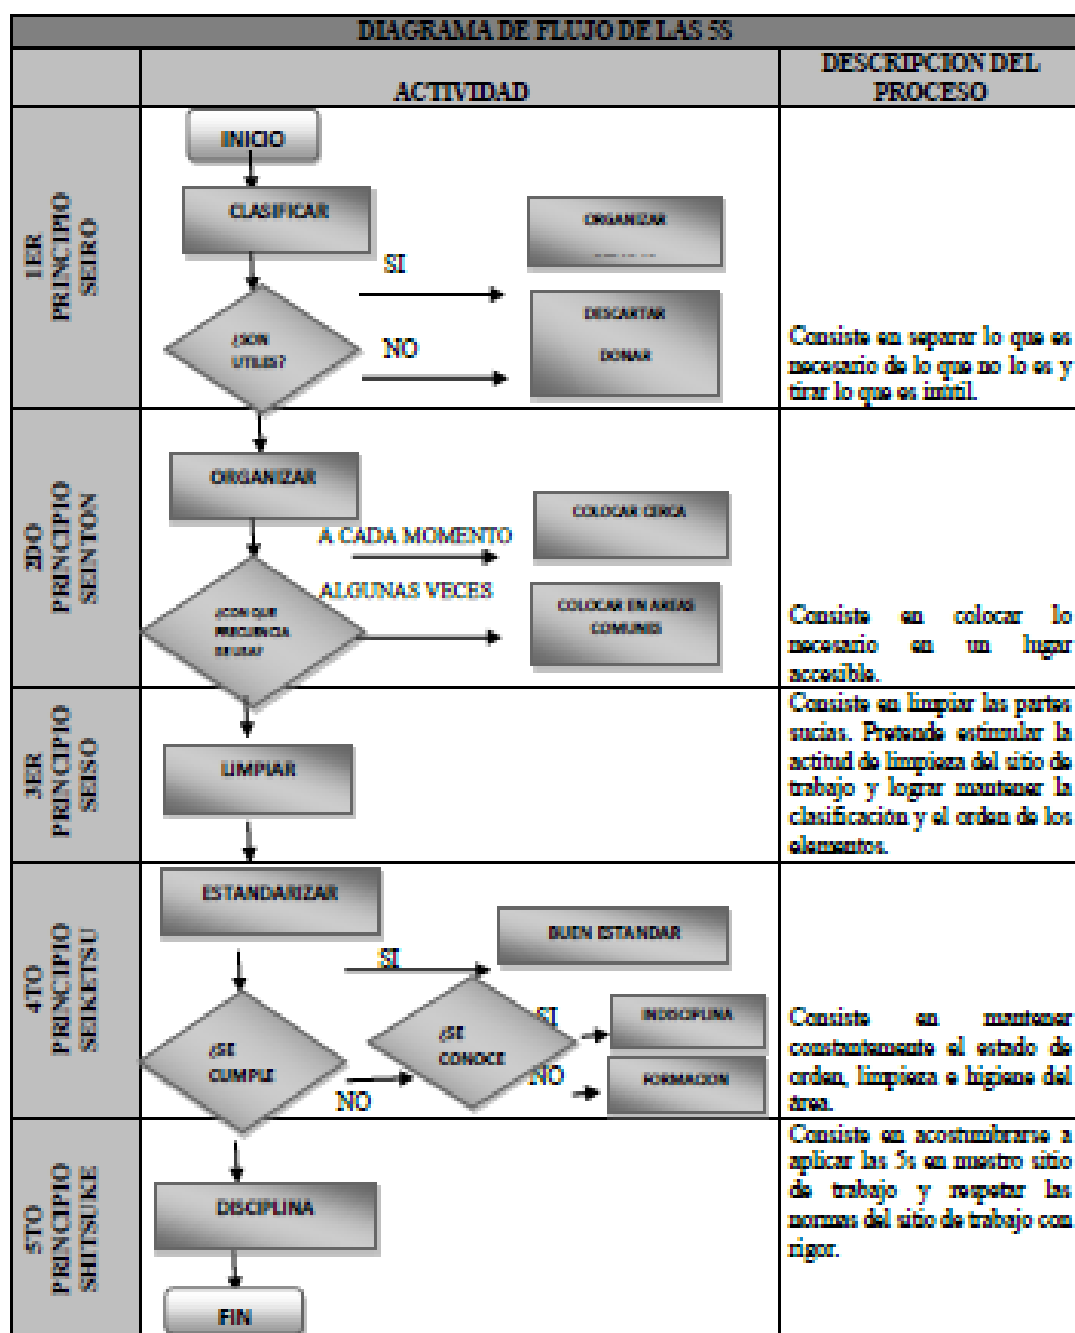 DIAGRAMA DE FLUJO DE LAS 5S
ACTIVIDAD
DESCRIPCION DEL
PROCESO
1ER
PRINCIPIO
SEIRO
INICIO
CLASIFICAR
¿SON
UTILES?
SI
NO
ORGANIZAR
DESCARTAR
DONAR
Consiste en separar lo que es
necesario de lo que no lo es y
tirar lo que es inútil.
2DO
PRINCIPIO
SEINTON
ORGANIZAR
¿CON QUE
FRECUENCIA
SE USA?
A CADA MOMENTO
ALGUNAS VECES
COLOCAR CERCA
COLOCAR EN AREAS
COMUNES
Consiste en colocar lo
necesario en un lugar
accesible.
3ER
PRINCIPIO
SEISO
LIMPIAR
Consiste en limpiar las partes
sucias. Pretende estimular la
actitud de limpieza del sitio de
trabajo y lograr mantener la
clasificación y el orden de los
elementos.
4TO
PRINCIPIO
SEIKETSU
ESTANDARIZAR
¿SE
CUMPLE
SI
NO
BUEN ESTANDAR
¿SE
CONOCE
SI
NO
INDISCIPLINA
FORMACION
Consiste en mantener
constantemente el estado de
orden, limpieza e higiene del
área.
5TO
PRINCIPIO
SHITSUKE
DISCIPLINA
FIN
Consiste en acostumbrarse a
aplicar las 5s en nuestro sitio
de trabajo y respetar las
normas del sitio de trabajo con
rigor.